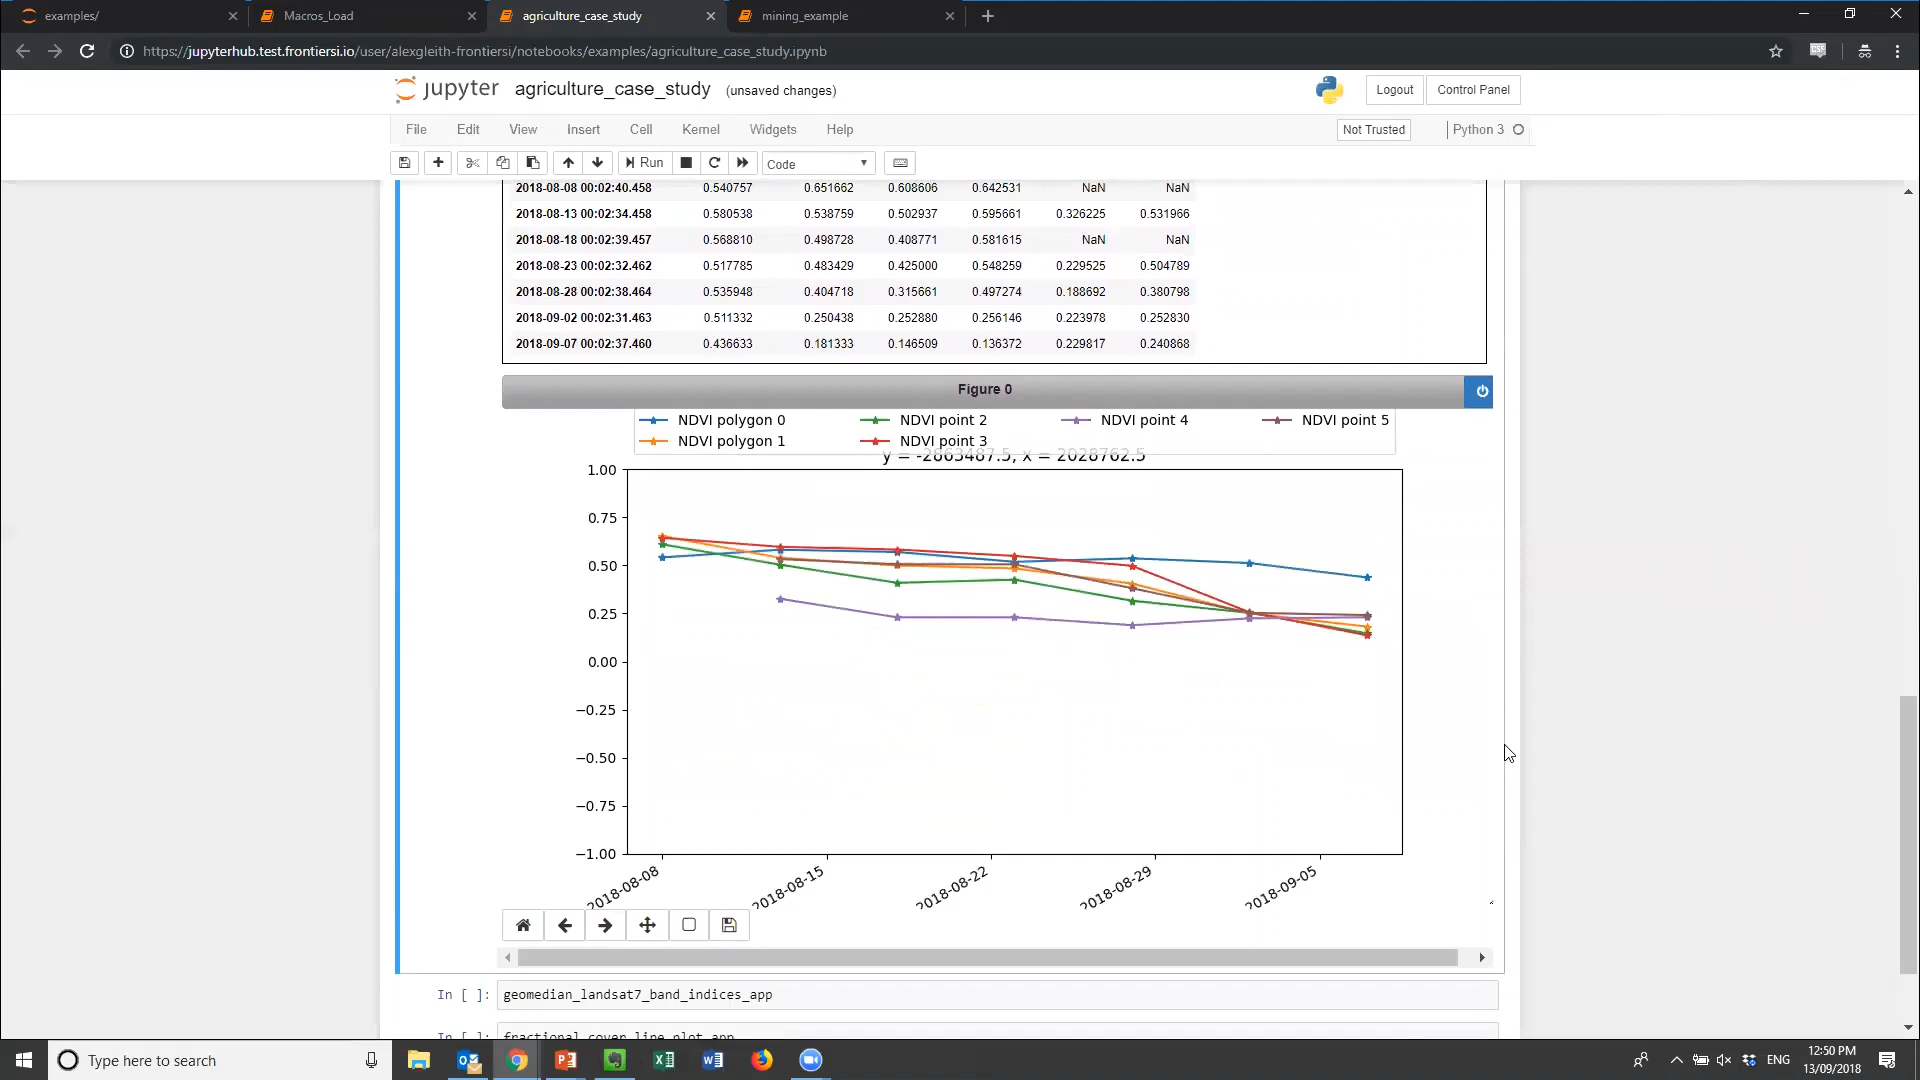 examples/
Macros_Load
agriculture_case_study
mining_example
https://jupyterhub.test.frontiersi.io/user/alexgleith-frontiersi/notebooks/examples/agriculture_case_study.ipynb
jupyter agriculture_case_study (unsaved changes)
Logout
Control Panel
File Edit View Insert Cell Kernel Widgets Help
Not Trusted
Python 3
Run
Code
2018-08-08 00:02:40.458 0.540757 0.651662 0.608606 0.642531 NaN NaN
2018-08-13 00:02:34.458 0.580538 0.538759 0.502937 0.595661 0.326225 0.531966
2018-08-18 00:02:39.457 0.568810 0.498728 0.408771 0.581615 NaN NaN
2018-08-23 00:02:32.462 0.517785 0.483429 0.425000 0.548259 0.229525 0.504789
2018-08-28 00:02:38.464 0.535948 0.404718 0.315661 0.497274 0.188692 0.380798
2018-09-02 00:02:31.463 0.511332 0.250438 0.252880 0.256146 0.223978 0.252830
2018-09-07 00:02:37.460 0.436633 0.181333 0.146509 0.136372 0.229817 0.240868
Figure 0
NDVI polygon 0 NDVI point 2 NDVI point 4 NDVI point 5
NDVI polygon 1 NDVI point 3
y = -2863487.5, x = 2028762.5
1.00
0.75
0.50
0.25
0.00
−0.25
−0.50
−0.75
−1.00
2018-08-08 2018-08-15 2018-08-22 2018-08-29 2018-09-05
In [ ]: geomedian_landsat7_band_indices_app
In [ ]: fractional_cover_line_plot_app
Type here to search
ENG
12:50 PM
13/09/2018